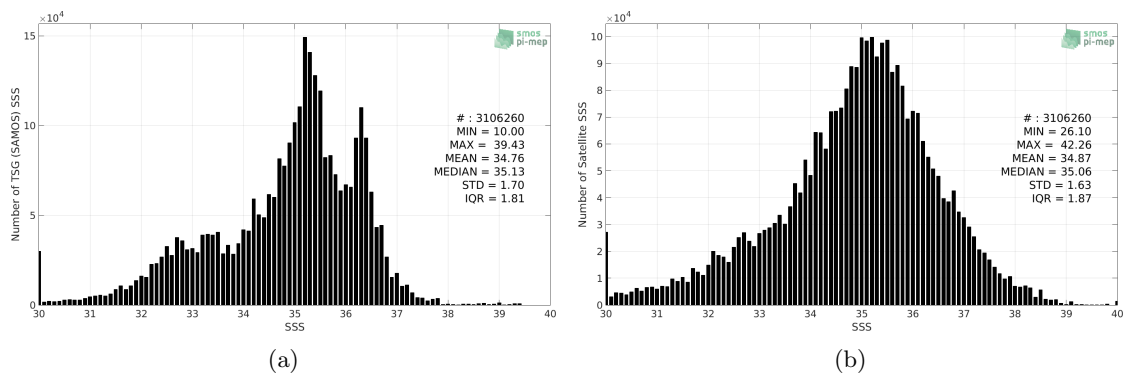 ×10⁴
15
10
5
0
30 31 32 33 34 35 36 37 38 39 40
SSS
Number of TSG (SAMOS) SSS
smos
pi-mep
# : 3106260
MIN = 10.00
MAX = 39.43
MEAN = 34.76
MEDIAN = 35.13
STD = 1.70
IQR = 1.81
(a)
×10⁴
10
9
8
7
6
5
4
3
2
1
0
30 31 32 33 34 35 36 37 38 39 40
SSS
Number of Satellite SSS
smos
pi-mep
# : 3106260
MIN = 26.10
MAX = 42.26
MEAN = 34.87
MEDIAN = 35.06
STD = 1.63
IQR = 1.87
(b)